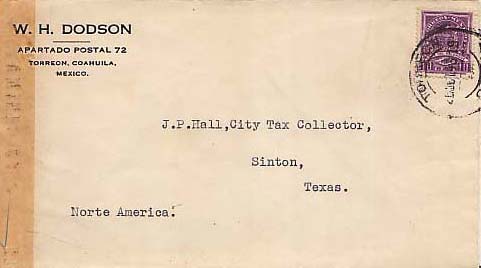 W. H. DODSON
APARTADO POSTAL 72
TORREON, COAHUILA,
MEXICO.
J.P.Hall,City Tax Collector,
Sinton,
Texas.
Norte America.